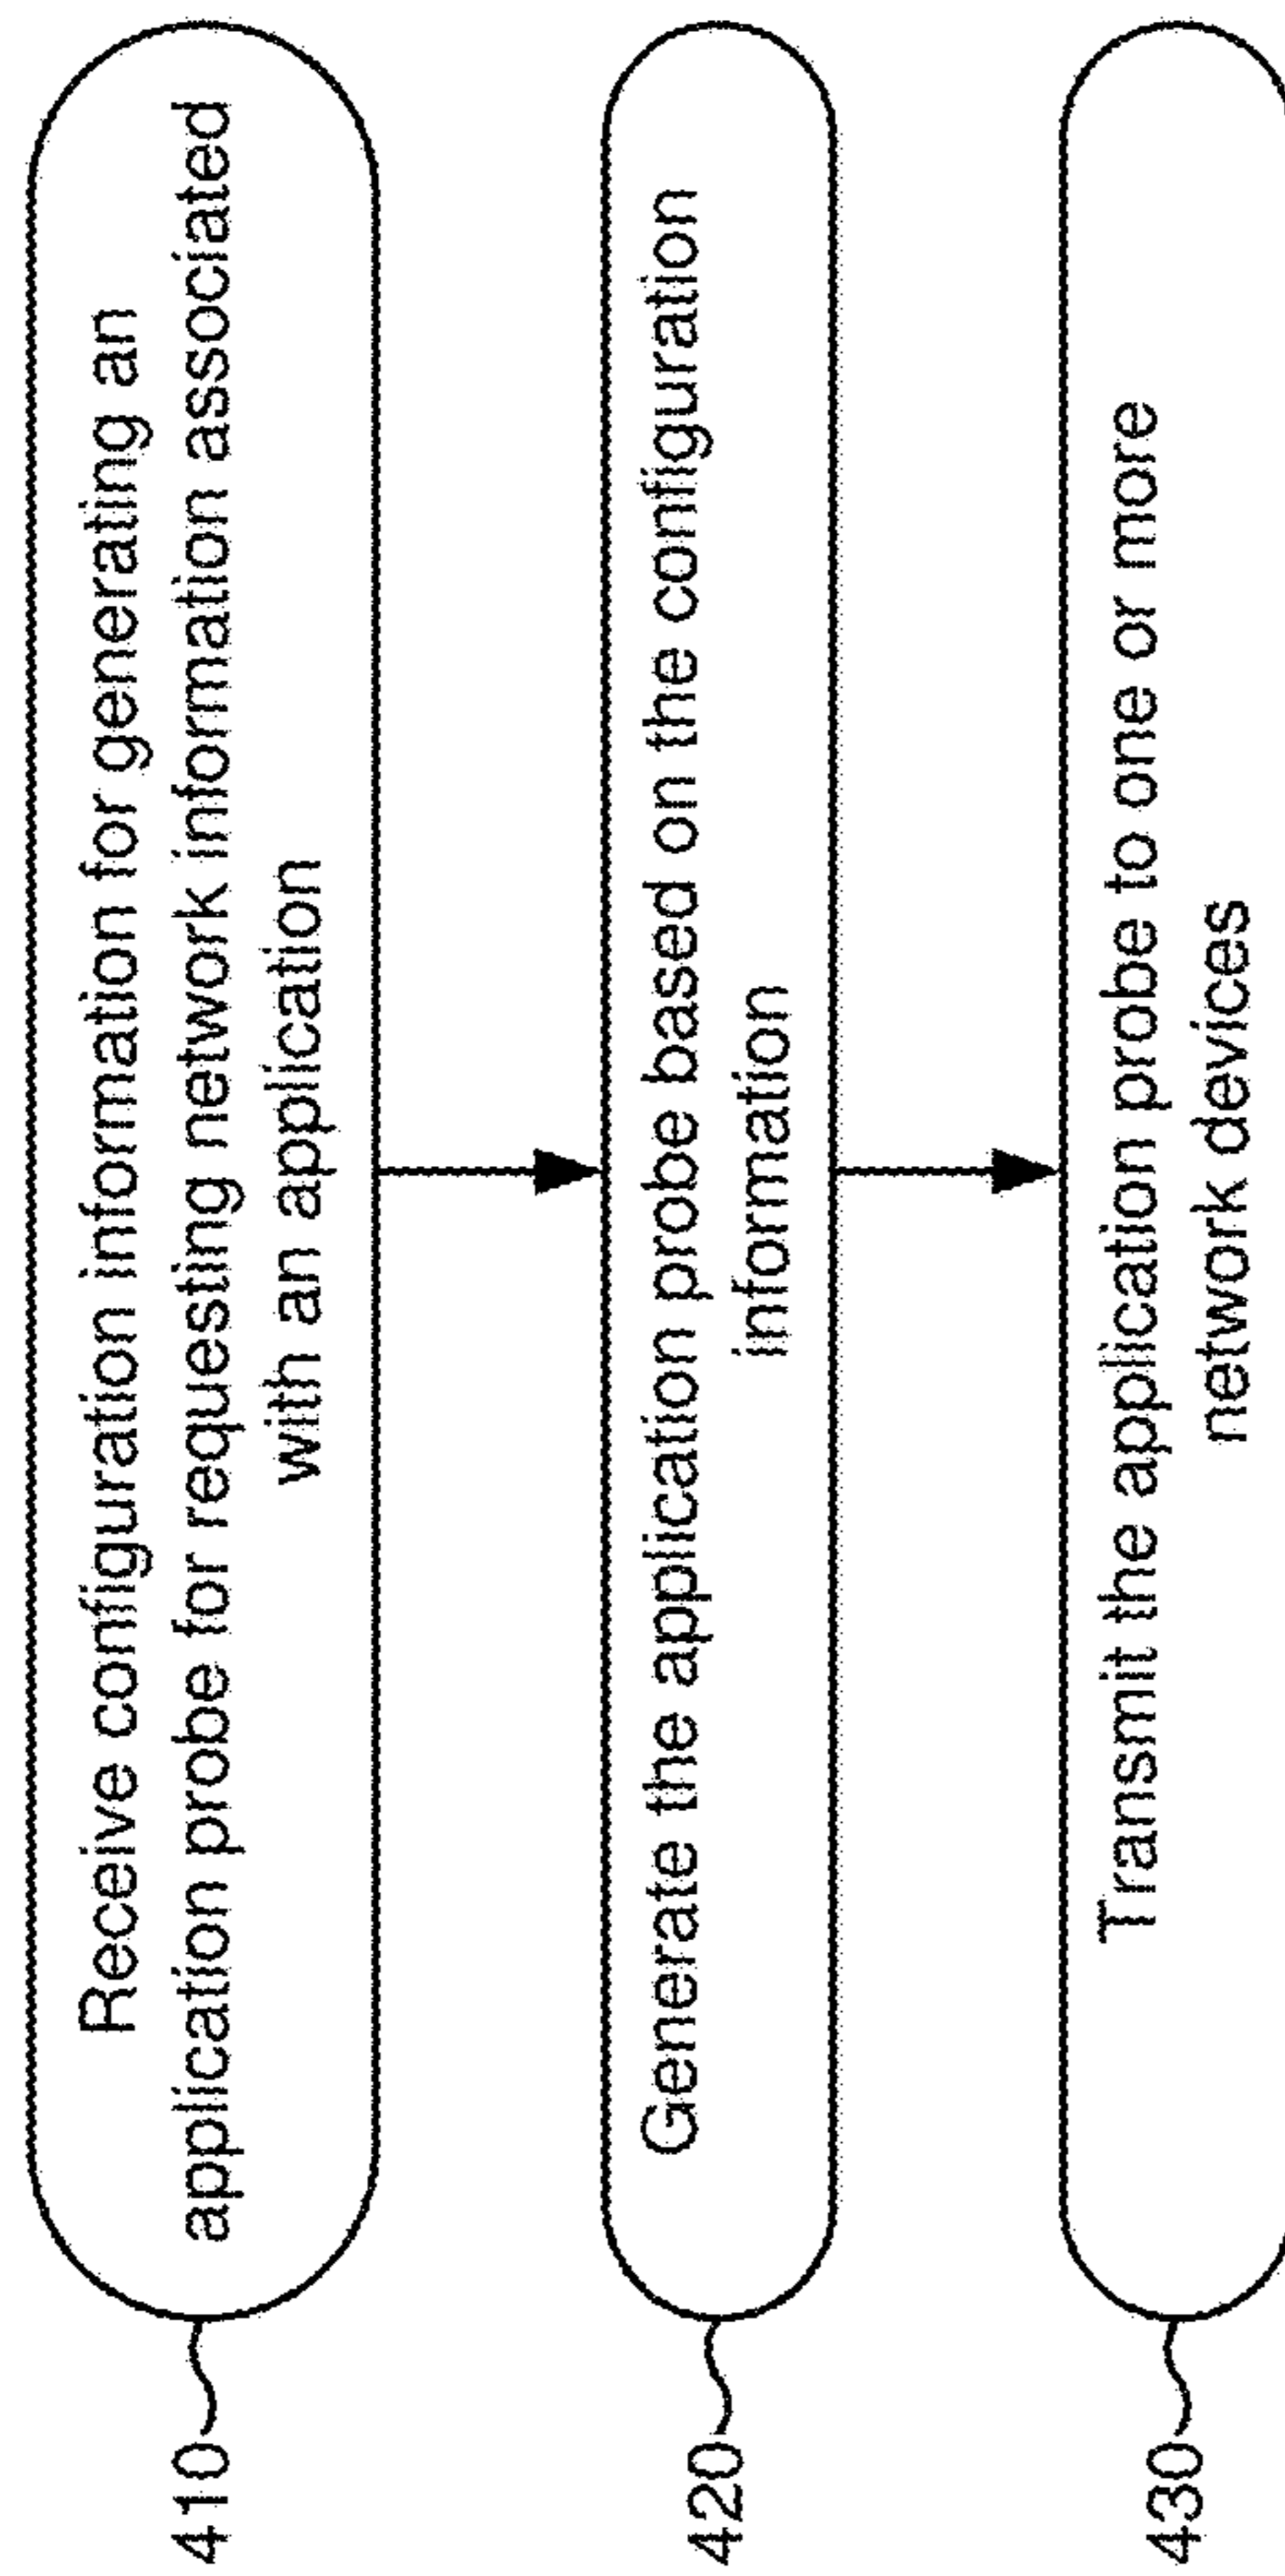 410
Receive configuration information for generating an
application probe for requesting network information associated
with an application
420
Generate the application probe based on the configuration
information
430
Transmit the application probe to one or more
network devices